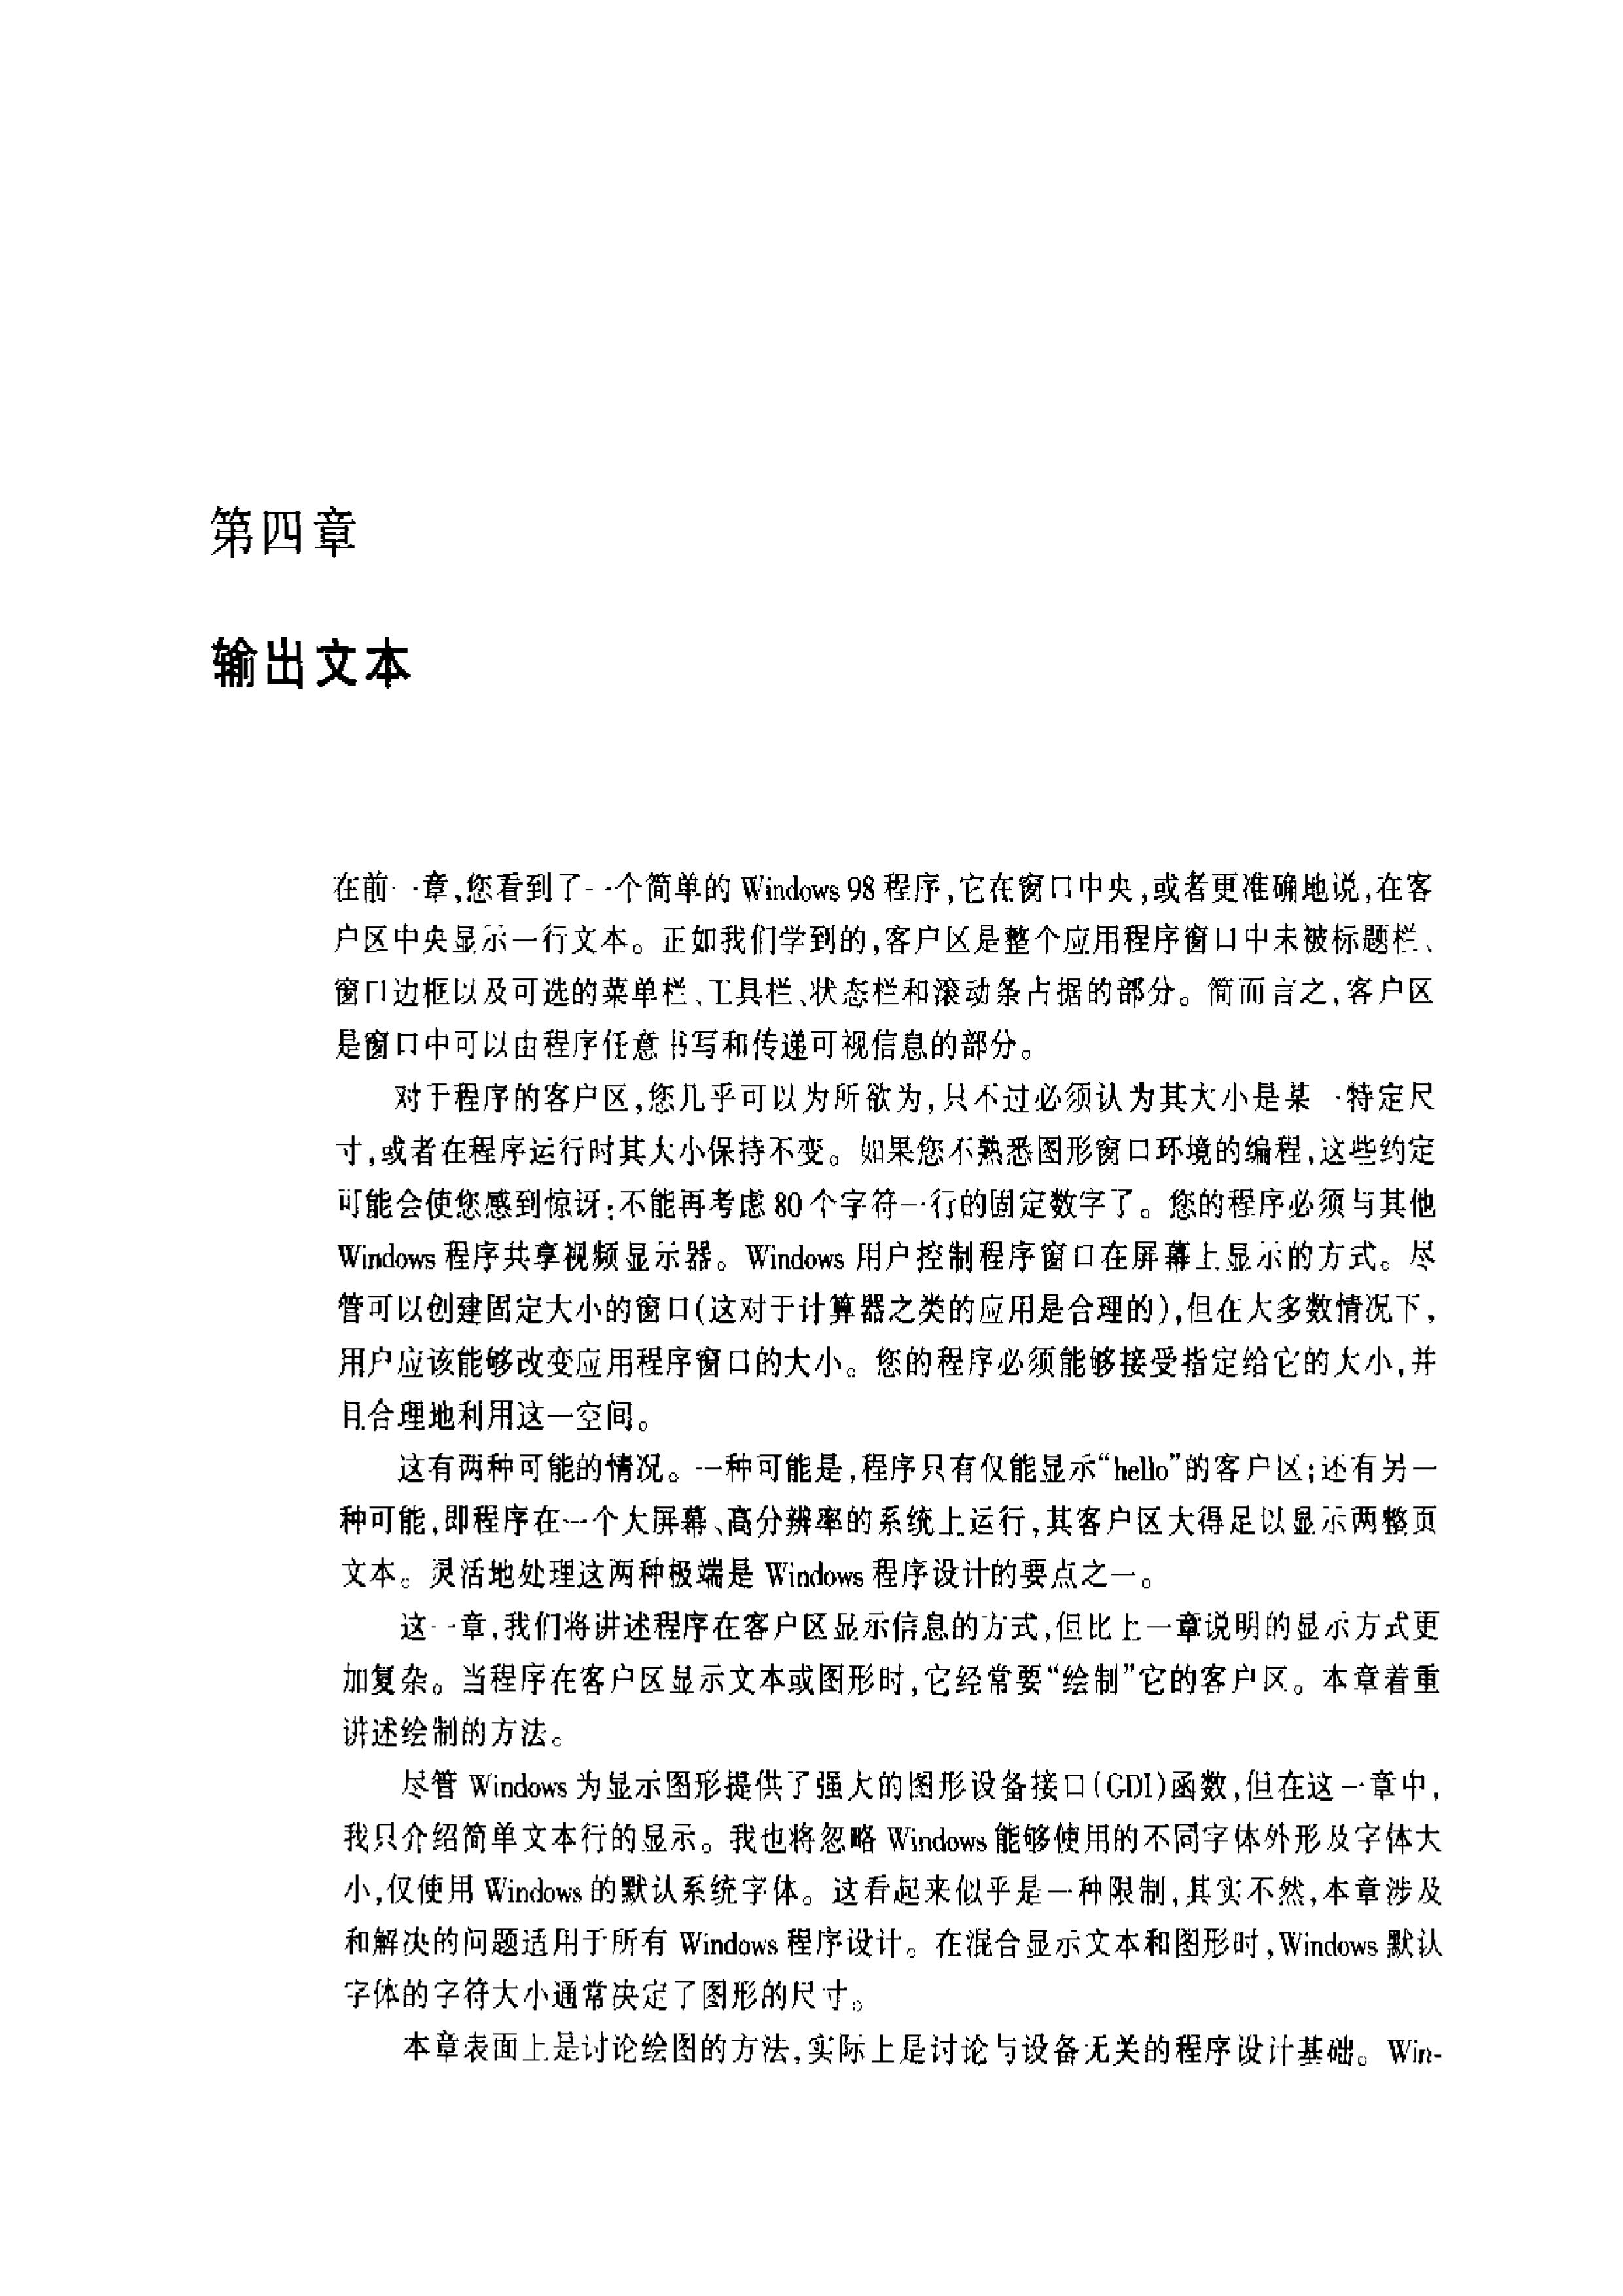 第四章
输出文本
在前一章,您看到了一个简单的 Windows 98 程序,它在窗口中央,或者更准确地说,在客
户区中央显示一行文本。正如我们学到的,客户区是整个应用程序窗口中未被标题栏、
窗口边框以及可选的菜单栏、工具栏、状态栏和滚动条占据的部分。简而言之,客户区
是窗口中可以由程序任意书写和传递可视信息的部分。
对于程序的客户区,您几乎可以为所欲为,只不过必须认为其大小是某一特定尺
寸,或者在程序运行时其大小保持不变。如果您不熟悉图形窗口环境的编程,这些约定
可能会使您感到惊讶:不能再考虑 80 个字符一行的固定数字了。您的程序必须与其他
Windows 程序共享视频显示器。Windows 用户控制程序窗口在屏幕上显示的方式。尽
管可以创建固定大小的窗口(这对于计算器之类的应用是合理的),但在大多数情况下,
用户应该能够改变应用程序窗口的大小。您的程序必须能够接受指定给它的大小,并
且合理地利用这一空间。
这有两种可能的情况。一种可能是,程序只有仅能显示“hello”的客户区;还有另一
种可能,即程序在一个大屏幕、高分辨率的系统上运行,其客户区大得足以显示两整页
文本。灵活地处理这两种极端是 Windows 程序设计的要点之一。
这一章,我们将讲述程序在客户区显示信息的方式,但比上一章说明的显示方式更
加复杂。当程序在客户区显示文本或图形时,它经常要“绘制”它的客户区。本章着重
讲述绘制的方法。
尽管 Windows 为显示图形提供了强大的图形设备接口(GDI)函数,但在这一章中,
我只介绍简单文本行的显示。我也将忽略 Windows 能够使用的不同字体外形及字体大
小,仅使用 Windows 的默认系统字体。这看起来似乎是一种限制,其实不然,本章涉及
和解决的问题适用于所有 Windows 程序设计。在混合显示文本和图形时,Windows 默认
字体的字符大小通常决定了图形的尺寸。
本章表面上是讨论绘图的方法,实际上是讨论与设备无关的程序设计基础。Win-